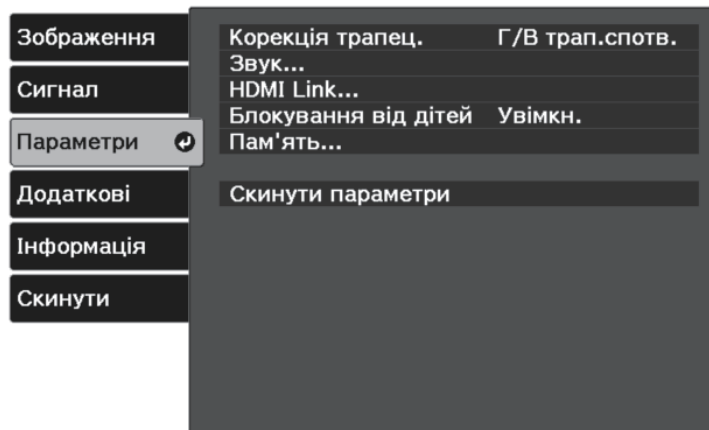 Зображення
Сигнал
Параметри
Додаткові
Інформація
Скинути
Корекція трапец. Г/В трап.спотв.
Звук...
HDMI Link...
Блокування від дітей Увімкн.
Пам'ять...
Скинути параметри